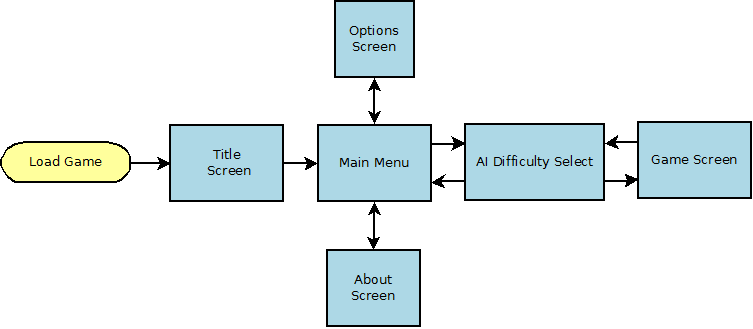 Options
Screen
Load Game
Title
Screen
Main Menu
AI Difficulty Select
Game Screen
About
Screen